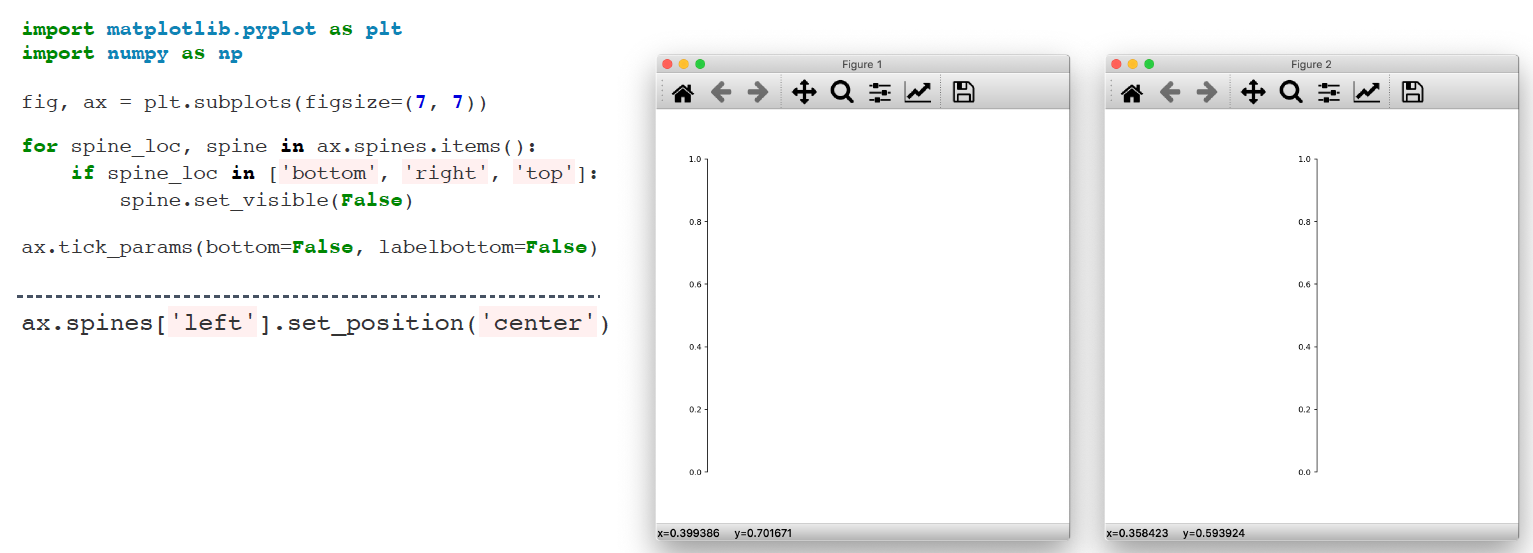 import matplotlib.pyplot as plt
import numpy as np
fig, ax = plt.subplots(figsize=(7, 7))
for spine_loc, spine in ax.spines.items():
    if spine_loc in ['bottom', 'right', 'top']:
        spine.set_visible(False)
ax.tick_params(bottom=False, labelbottom=False)
ax.spines['left'].set_position('center')
Figure 1
1.0
0.8
0.6
0.4
0.2
0.0
x=0.399386 y=0.701671
Figure 2
1.0
0.8
0.6
0.4
0.2
0.0
x=0.358423 y=0.593924